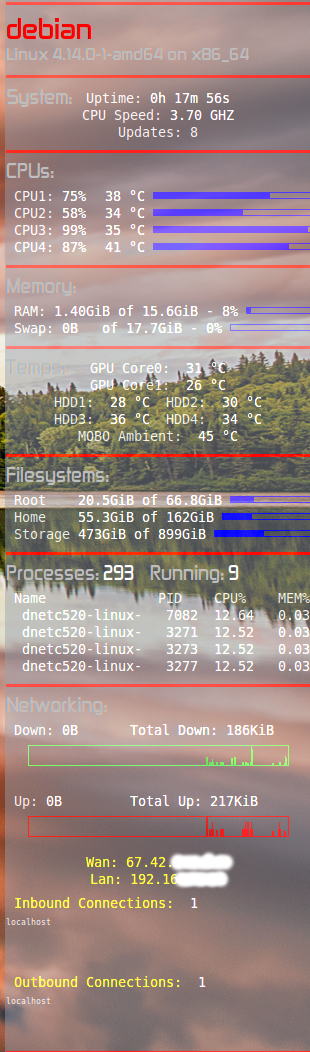 debian
Linux 4.14.0-1-amd64 on x86_64
System: Uptime: 0h 17m 56s
CPU Speed: 3.70 GHZ
Updates: 8
CPUs:
CPU1: 75% 38 °C
CPU2: 58% 34 °C
CPU3: 99% 35 °C
CPU4: 87% 41 °C
Memory:
RAM: 1.40GiB of 15.6GiB - 8%
Swap: 0B of 17.7GiB - 0%
Temps: GPU Core0: 31 °C
GPU Core1: 26 °C
HDD1: 28 °C HDD2: 30 °C
HDD3: 36 °C HDD4: 34 °C
MOBO Ambient: 45 °C
Filesystems:
Root 20.5GiB of 66.8GiB
Home 55.3GiB of 162GiB
Storage 473GiB of 899GiB
Processes: 293 Running: 9
Name PID CPU% MEM%
dnetc520-linux- 7082 12.64 0.03
dnetc520-linux- 3271 12.52 0.03
dnetc520-linux- 3273 12.52 0.03
dnetc520-linux- 3277 12.52 0.03
Networking:
Down: 0B Total Down: 186KiB
Up: 0B Total Up: 217KiB
Wan: 67.42.
Lan: 192.16
Inbound Connections: 1
localhost
Outbound Connections: 1
localhost